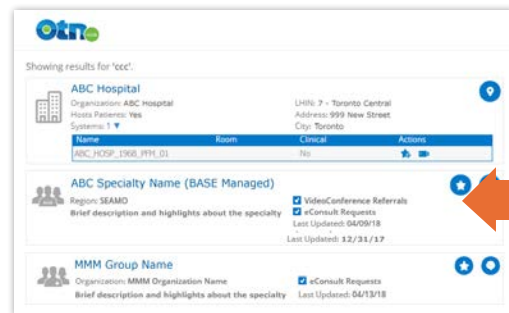 Otn
Showing results for 'ccc'.
ABC Hospital
Organization: ABC Hospital
LHIN: 7 - Toronto Central
Hosts Patients: Yes
Address: 999 New Street
Systems: 1 ▼
City: Toronto
Name Room Clinical Actions
ABC_HOSP_1968_PFH_01 No
ABC Specialty Name (BASE Managed)
Region: SEAMO
VideoConference Referrals
Brief description and highlights about the specialty
eConsult Requests
Last Updated: 04/09/18
Last Updated: 12/31/17
MMM Group Name
Organization: MMM Organization Name
eConsult Requests
Brief description and highlights about the specialty
Last Updated: 04/13/18